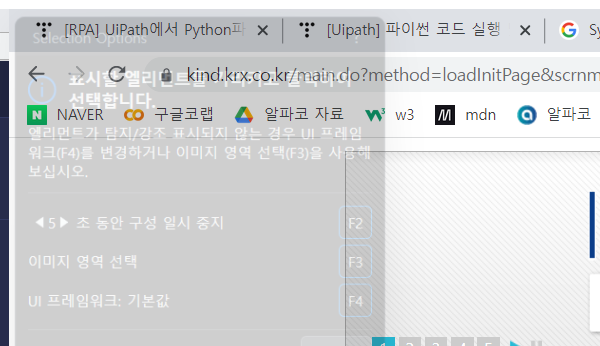 [RPA] UiPath에서 Python파 [Uipath] 파이썬 코드 실행 Sy
Selection Options ?
kind.krx.co.kr/main.do?method=loadInitPage&scrnm
표시할 엘리먼트를
선택합니다.
NAVER 구글코랩 알파코 자료 w3 mdn 알파코
엘리먼트가 탐지/강조 표시되지 않는 경우 UI 프레임
워크(F4)를 변경하거나 이미지 영역 선택(F3)을 사용해
보십시오.
◀5▶ 초 동안 구성 일시 중지 F2
이미지 영역 선택 F3
UI 프레임워크: 기본값 F4
1 2 3 4 5